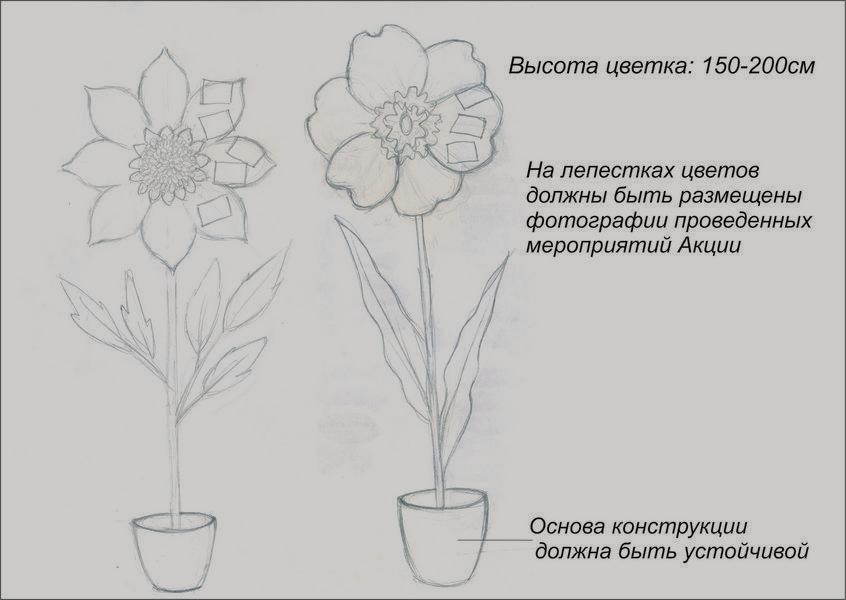 Высота цветка: 150-200см
На лепестках цветов
должны быть размещены
фотографии проведенных
мероприятий Акции
Основа конструкции
должна быть устойчивой